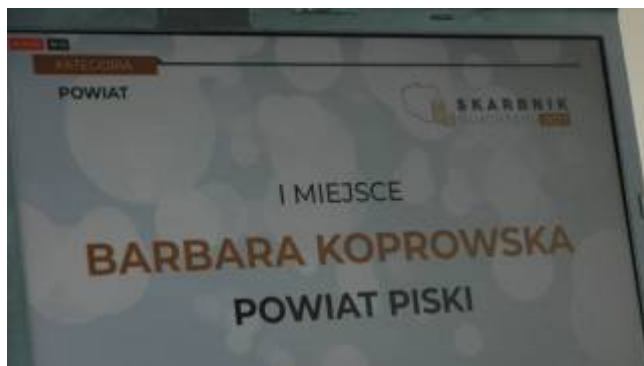 KATEGORIA
POWIAT
SKARBNIK
I MIEJSCE
BARBARA KOPROWSKA
POWIAT PISKI